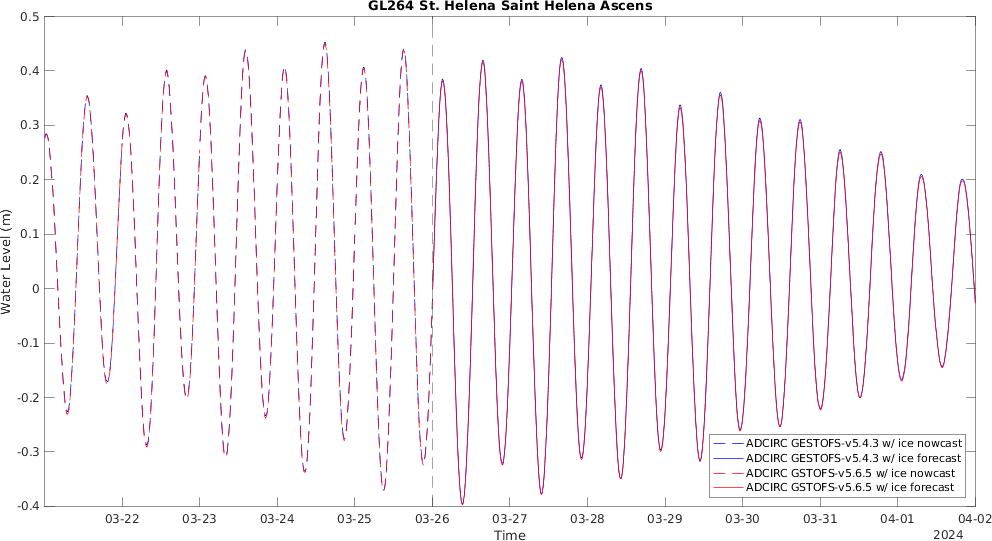 GL264 St. Helena Saint Helena Ascens
0.5
0.4
0.3
0.2
0.1
0
-0.1
-0.2
-0.3
-0.4
Water Level (m)
ADCIRC GESTOFS-v5.4.3 w/ ice nowcast
ADCIRC GESTOFS-v5.4.3 w/ ice forecast
ADCIRC GSTOFS-v5.6.5 w/ ice nowcast
ADCIRC GSTOFS-v5.6.5 w/ ice forecast
03-22 03-23 03-24 03-25 03-26 03-27 03-28 03-29 03-30 03-31 04-01 04-02
Time
2024